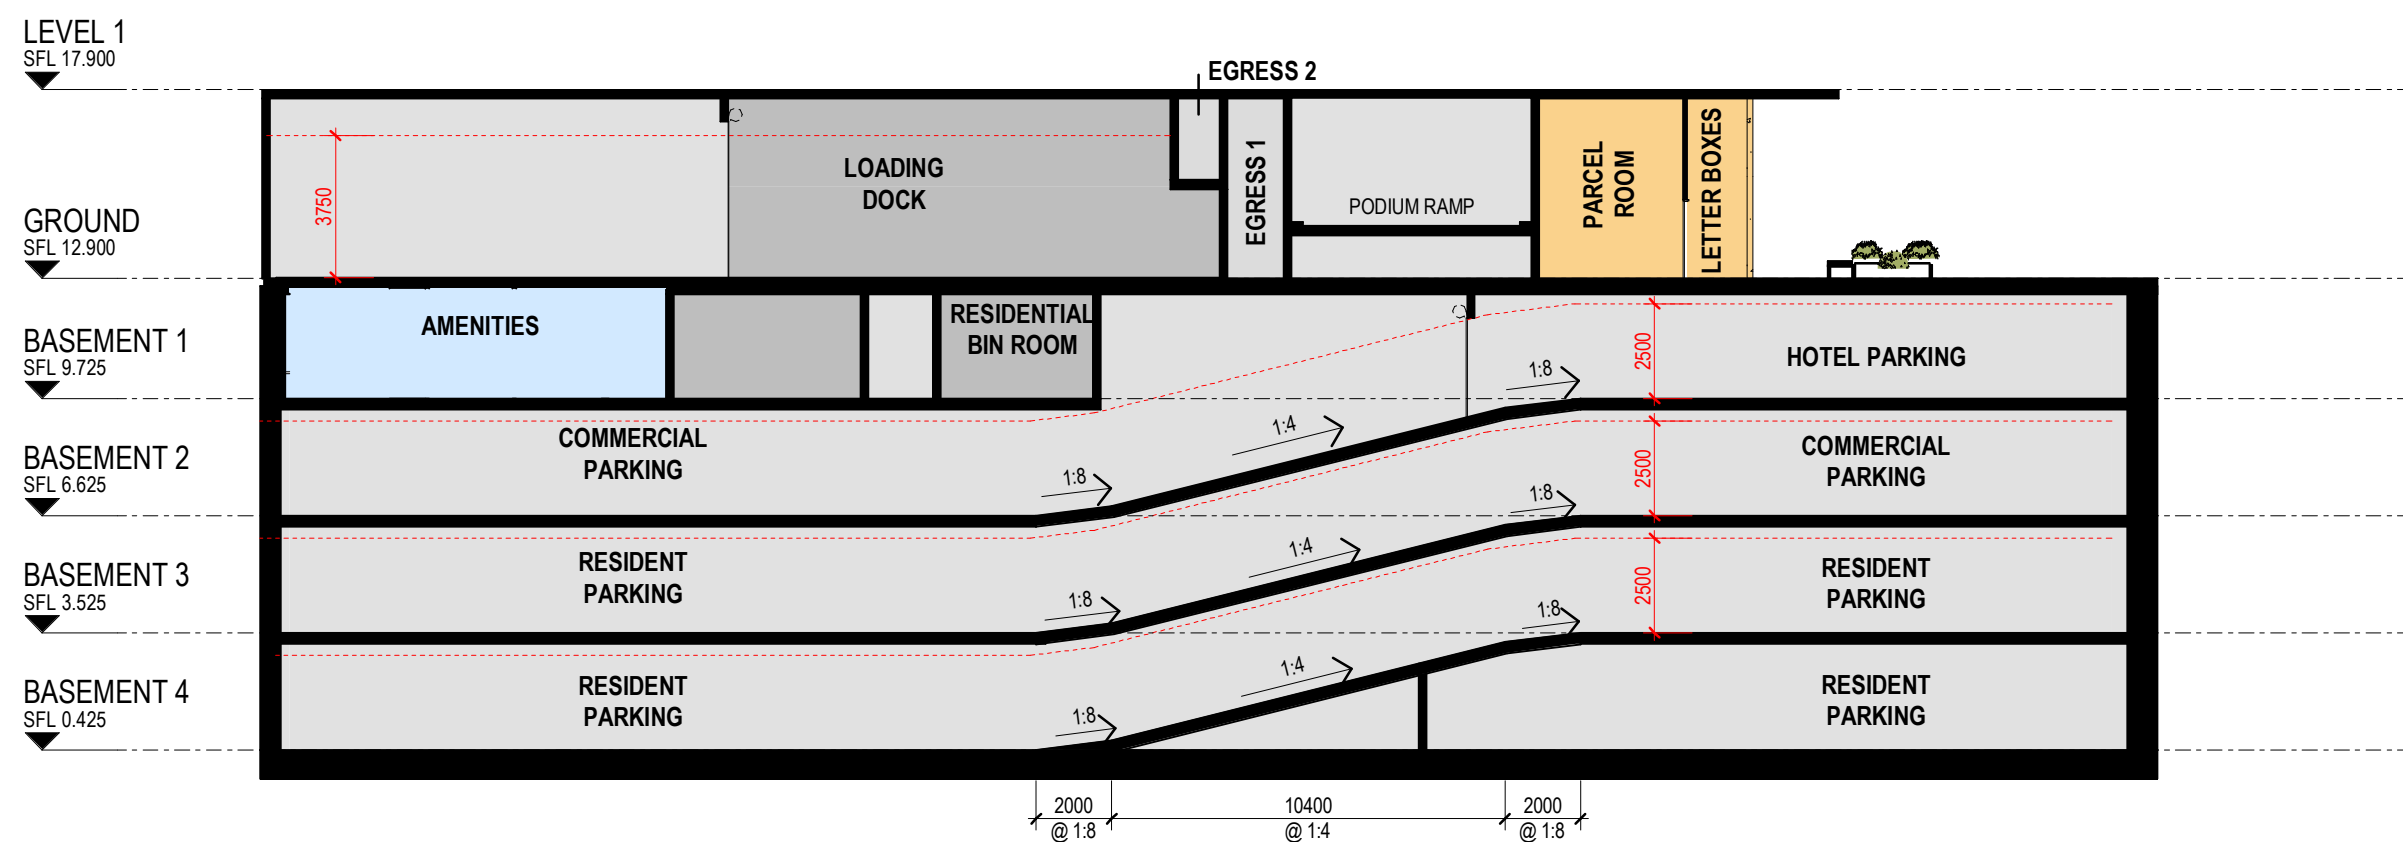 LEVEL 1
SFL 17.900
EGRESS 2
LOADING
DOCK
EGRESS 1
PODIUM RAMP
PARCEL
ROOM
LETTER BOXES
3750
GROUND
SFL 12.900
AMENITIES
RESIDENTIAL
BIN ROOM
BASEMENT 1
SFL 9.725
1:8
2500
HOTEL PARKING
COMMERCIAL
PARKING
1:4
COMMERCIAL
PARKING
BASEMENT 2
SFL 6.625
1:8
1:8
2500
RESIDENT
PARKING
1:4
RESIDENT
PARKING
BASEMENT 3
SFL 3.525
1:8
1:8
2500
RESIDENT
PARKING
1:4
RESIDENT
PARKING
BASEMENT 4
SFL 0.425
1:8
2000
@ 1:8
10400
@ 1:4
2000
@ 1:8